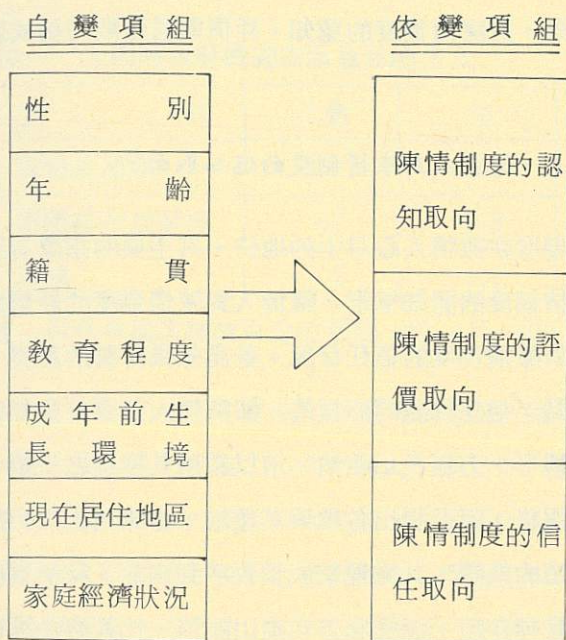 自變項組
性別
年齡
籍貫
教育程度
成年前生
長環境
現在居住地區
家庭經濟狀況
依變項組
陳情制度的認
知取向
陳情制度的評
價取向
陳情制度的信
任取向